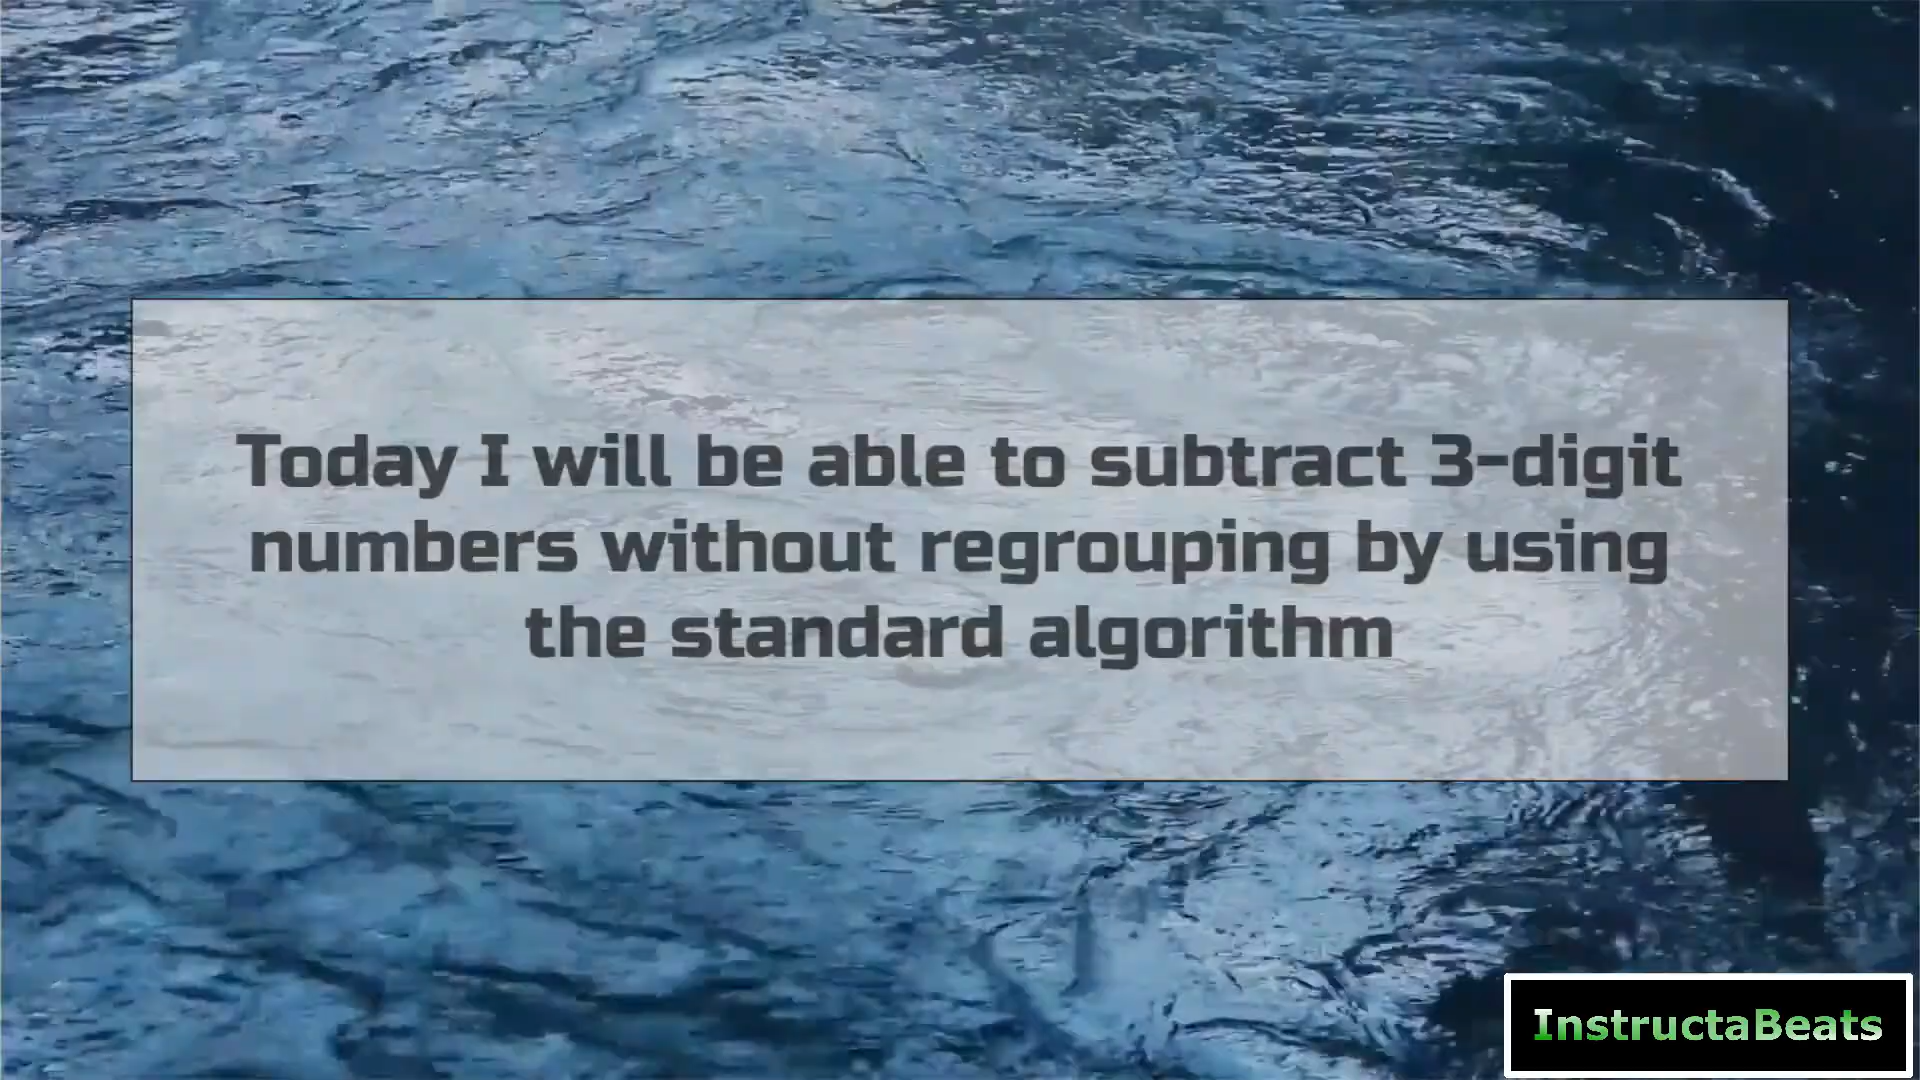 Today I will be able to subtract 3-digit
numbers without regrouping by using
the standard algorithm
InstructaBeats